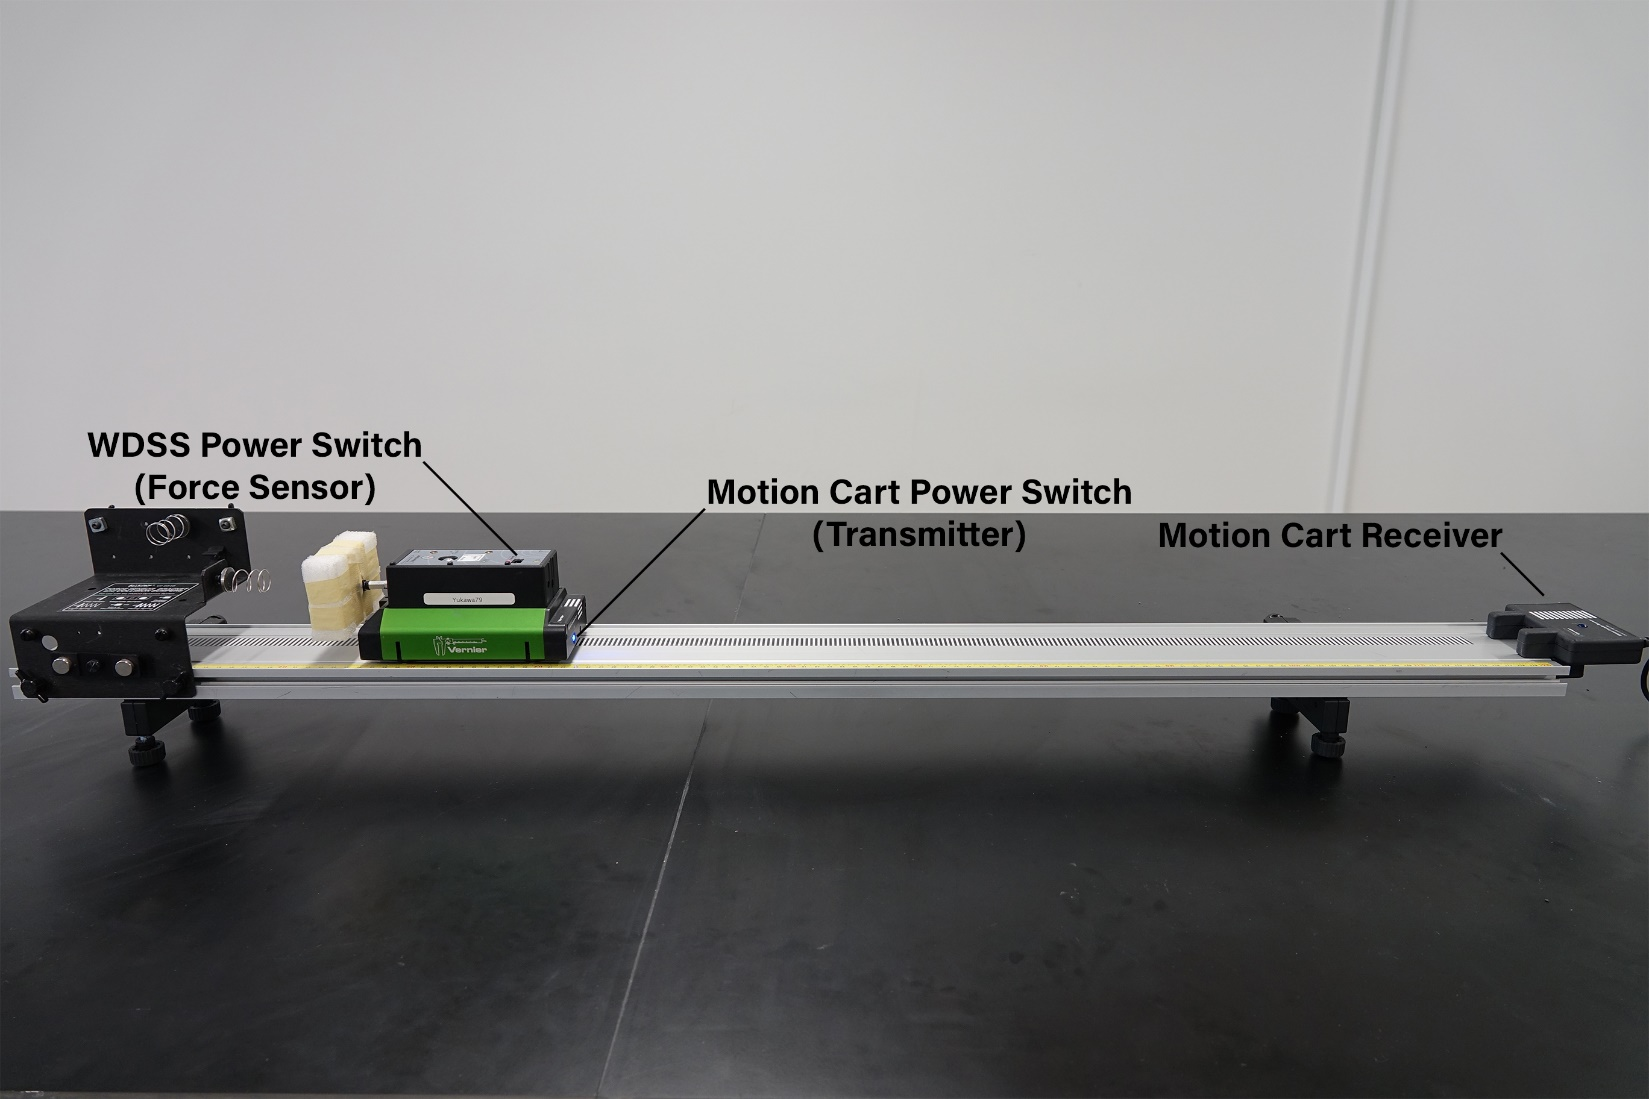 WDSS Power Switch
(Force Sensor)
Motion Cart Power Switch
(Transmitter)
Motion Cart Receiver
Yukawa79
Vernier